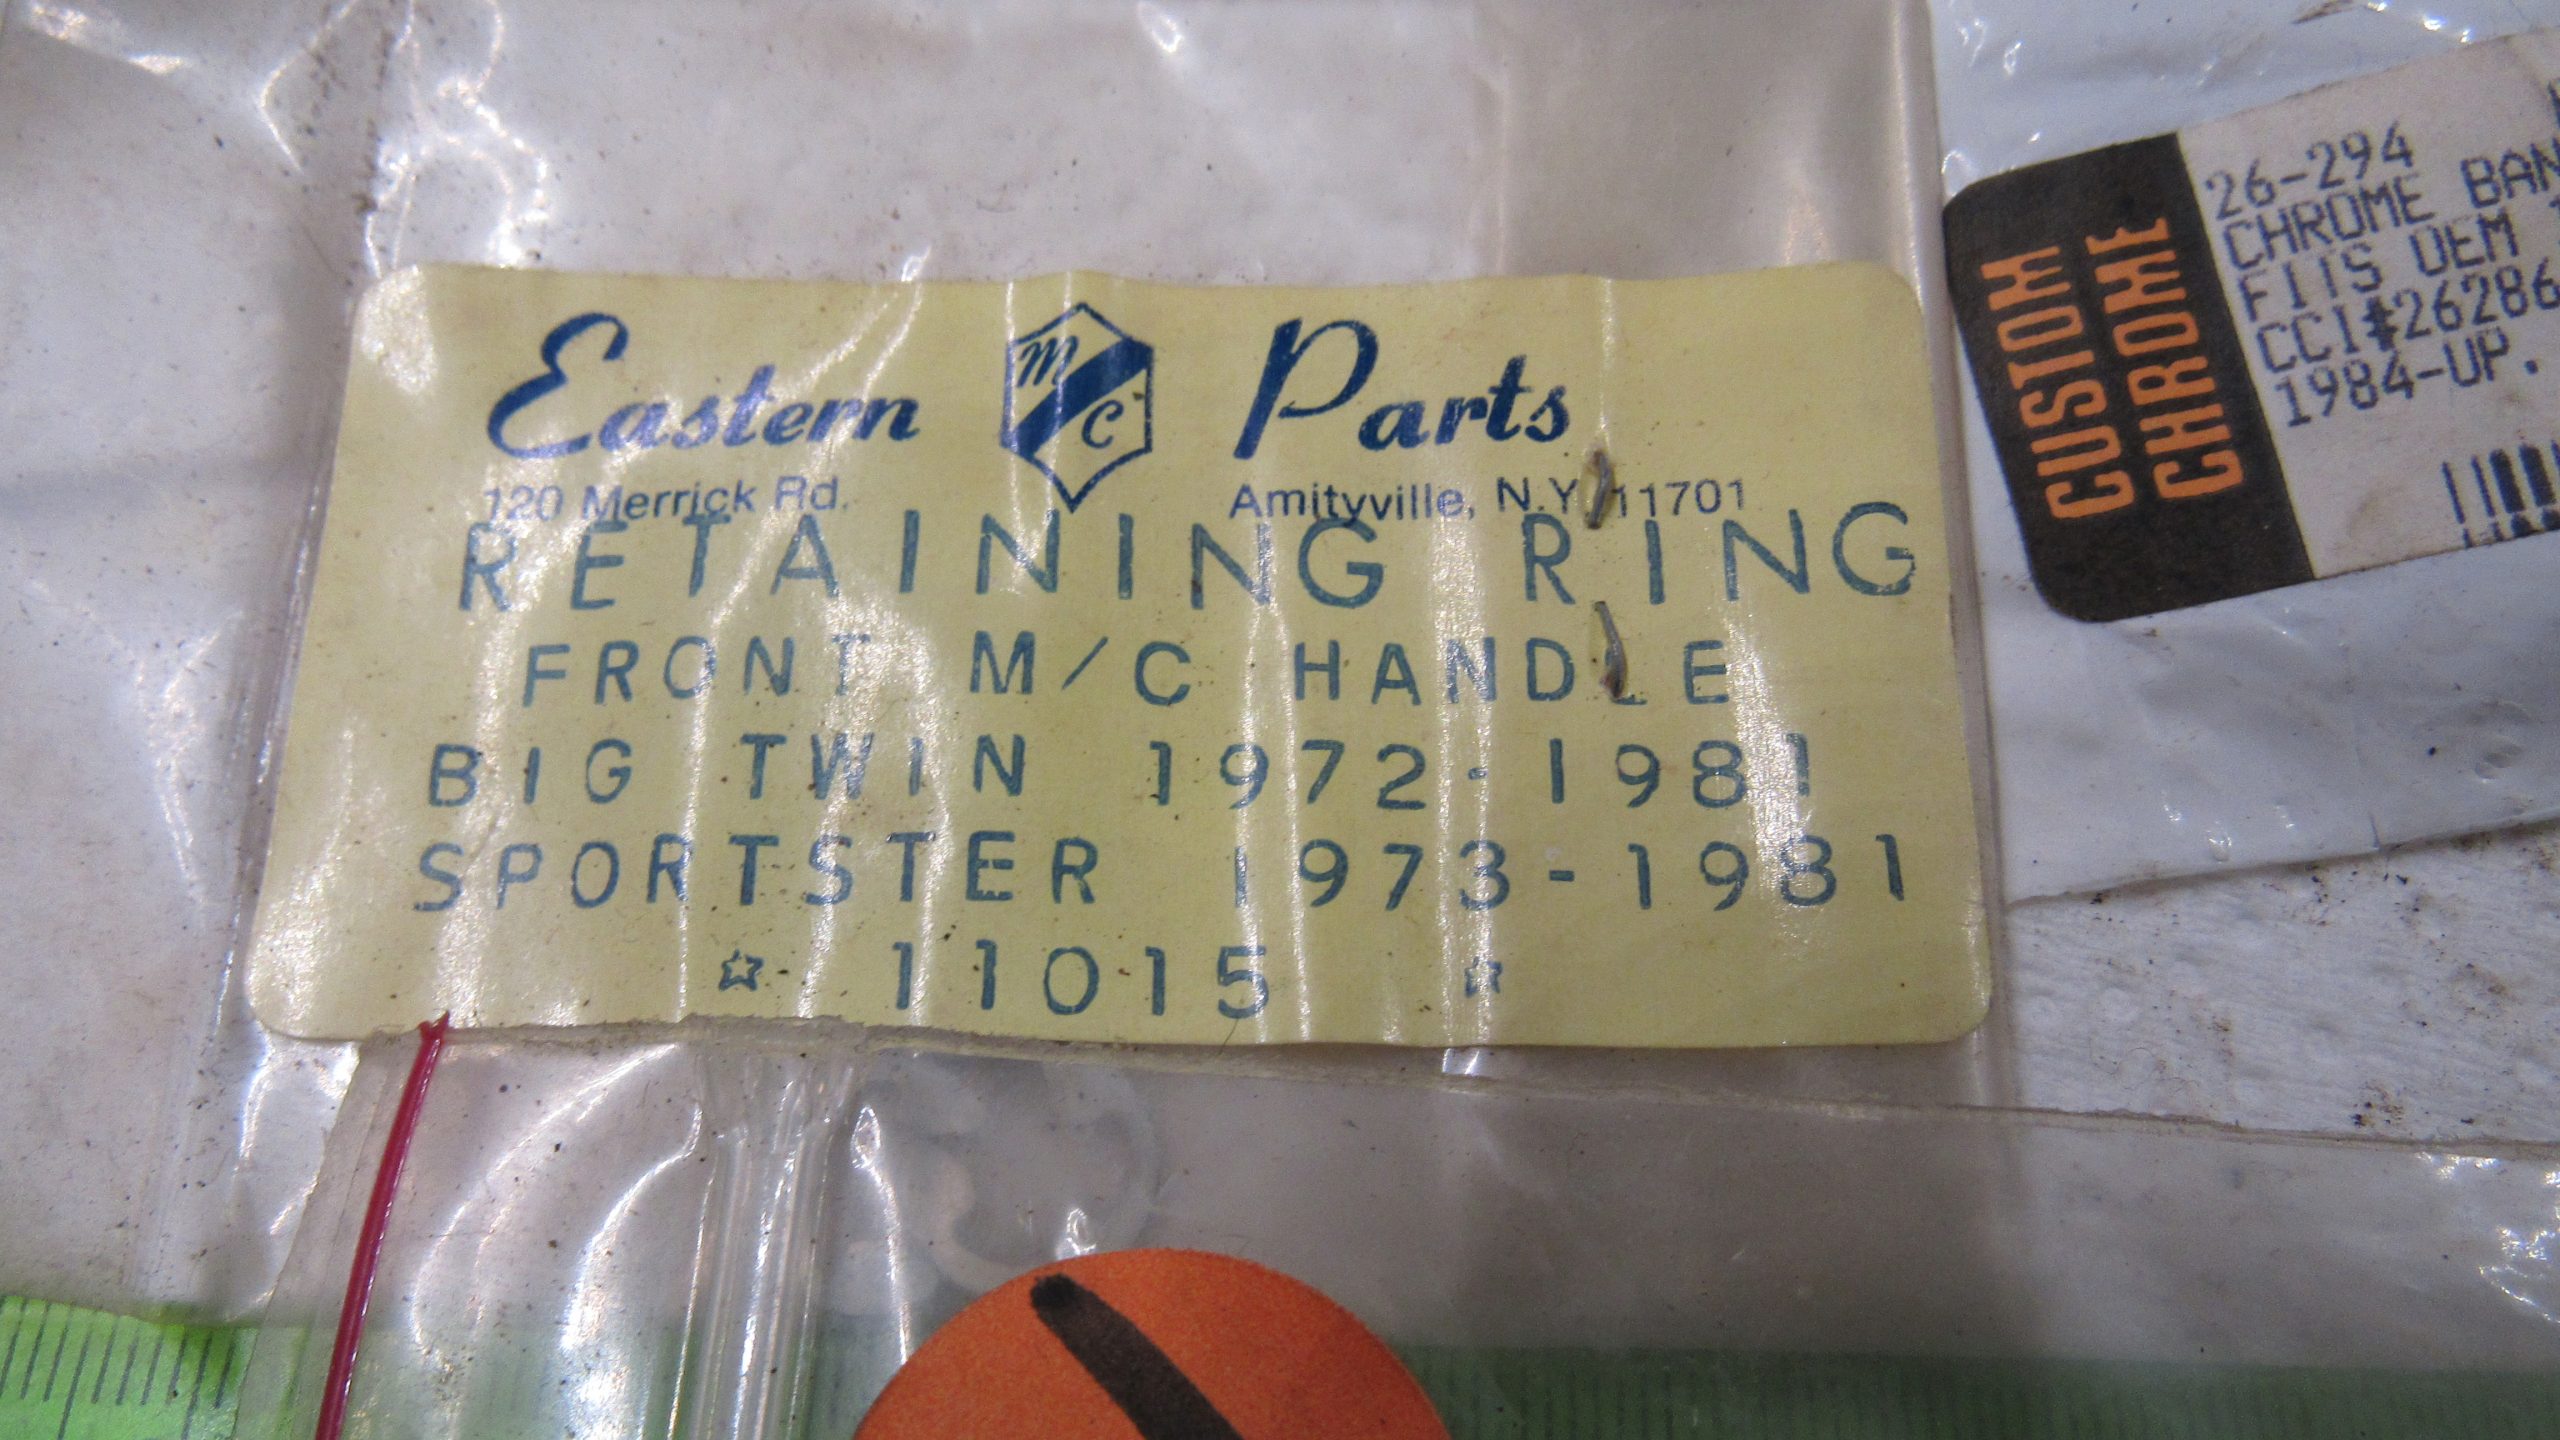 Eastern MC Parts
120 Merrick Rd. Amityville, N.Y. 11701
RETAINING RING
FRONT M/C HANDLE
BIG TWIN 1972-1981
SPORTSTER 1973-1981
☆ 11015 ☆
CUSTOM
CHROME
26-294
CHROME BAN
FITS OEM
CCI#26286
1984-UP.